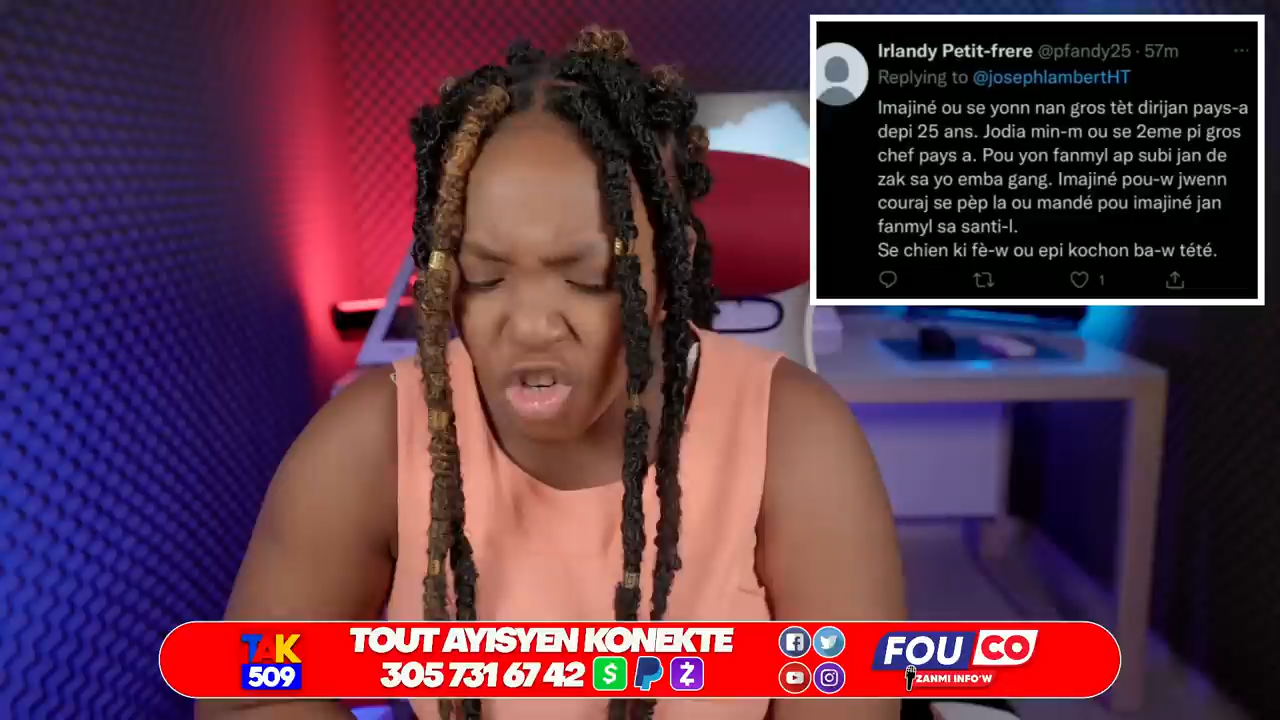 Irlandy Petit-frere @pfandy25 · 57m
Replying to @josephlambertHT
Imajiné ou se yonn nan gros tèt dirijan pays-a
depi 25 ans. Jodia min-m ou se 2eme pi gros
chef pays a. Pou yon fanmyl ap subi jan de
zak sa yo emba gang. Imajiné pou-w jwenn
couraj se pèp la ou mandé pou imajiné jan
fanmyl sa santi-l.
Se chien ki fè-w ou epi kochon ba-w tété.
1
TAK
509
TOUT AYISYEN KONEKTE
305 731 67 42
FOUCO
ZANMI INFO'W